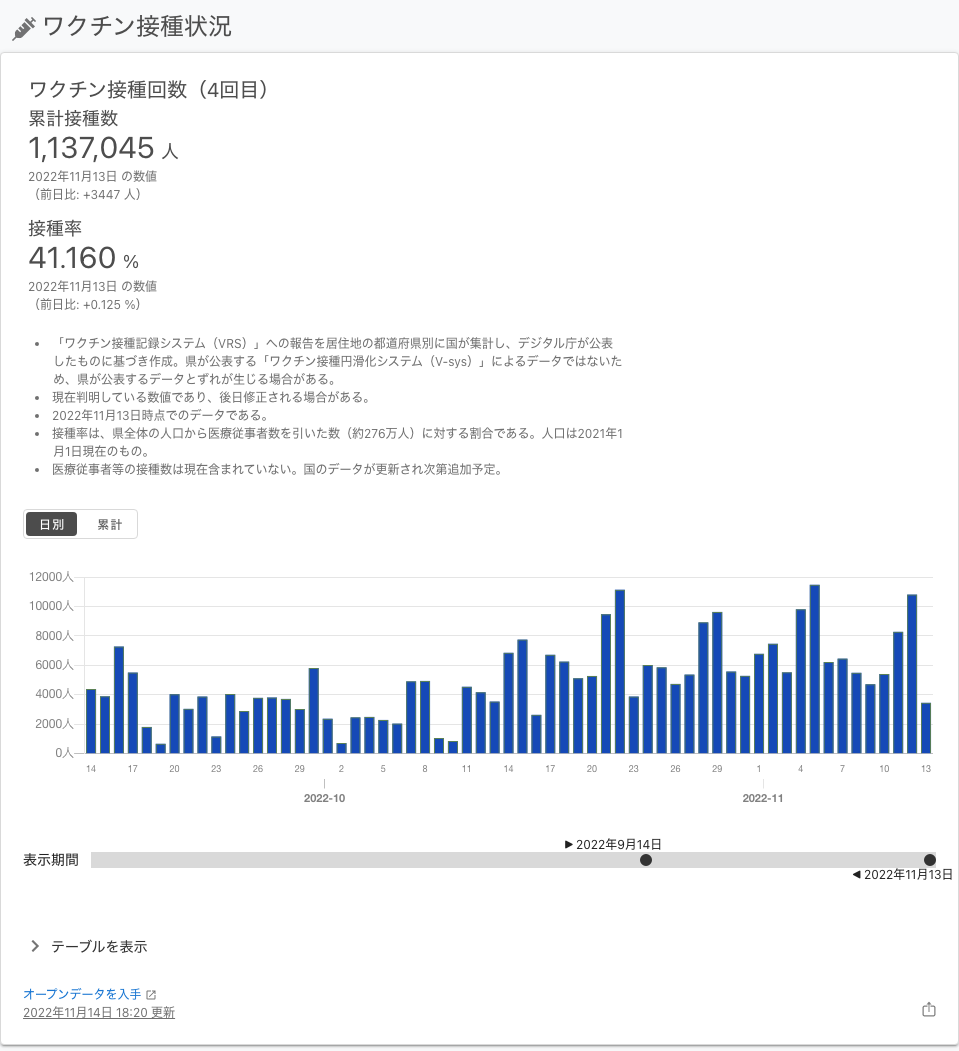 ワクチン接種状況
ワクチン接種回数（4回目）
累計接種数
1,137,045 人
2022年11月13日 の数値
（前日比: +3447 人）
接種率
41.160 %
2022年11月13日 の数値
（前日比: +0.125 %）
• 「ワクチン接種記録システム（VRS）」への報告を居住地の都道府県別に国が集計し、デジタル庁が公表
したものに基づき作成。県が公表する「ワクチン接種円滑化システム（V-sys）」によるデータではないた
め、県が公表するデータとずれが生じる場合がある。
• 現在判明している数値であり、後日修正される場合がある。
• 2022年11月13日時点でのデータである。
• 接種率は、県全体の人口から医療従事者数を引いた数（約276万人）に対する割合である。人口は2021年1
月1日現在のもの。
• 医療従事者等の接種数は現在含まれていない。国のデータが更新され次第追加予定。
日別 累計
12000人
10000人
8000人
6000人
4000人
2000人
0人
14 17 20 23 26 29 2 5 8 11 14 17 20 23 26 29 1 4 7 10 13
2022-10 2022-11
▶ 2022年9月14日
表示期間
◀ 2022年11月13日
テーブルを表示
オープンデータを入手
2022年11月14日 18:20 更新